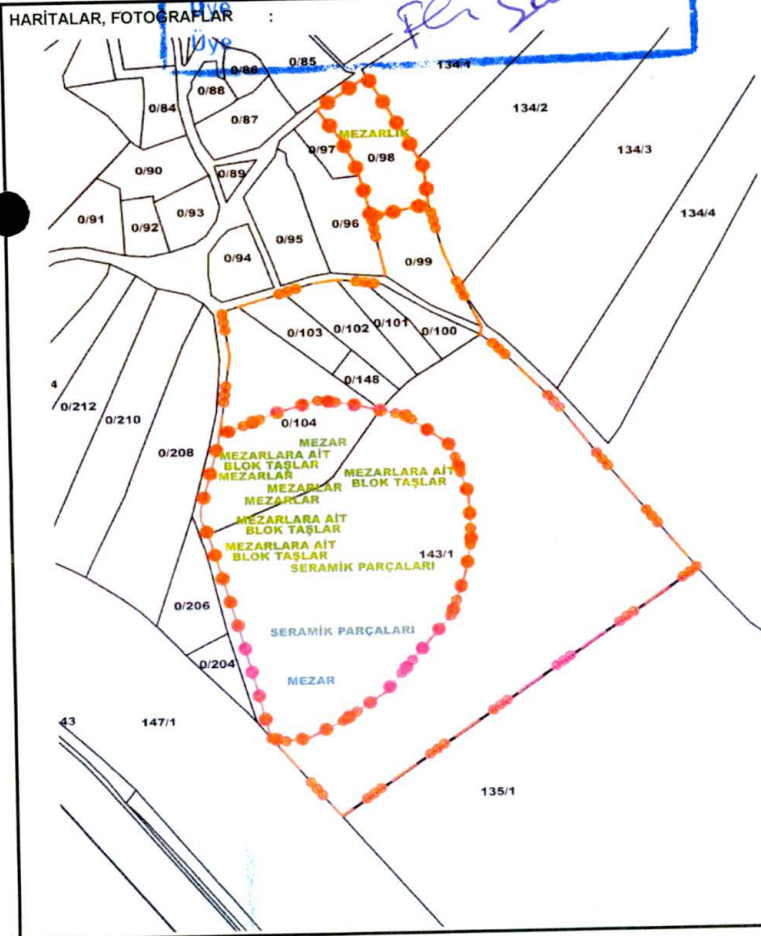 Üye
HARİTALAR, FOTOĞRAFLAR :
Üye
0/85
0/86
134/1
0/88
0/84
134/2
0/87
MEZARLIK
0/97
0/98
134/3
0/90
0/89
0/93
0/91
0/92
0/96
134/4
0/95
0/94
0/99
0/103
0/102
0/101
0/100
0/148
4
0/212
0/210
0/104
0/208
MEZAR
MEZARLARA AİT
BLOK TAŞLAR
MEZARLAR
MEZARLARA AİT
BLOK TAŞLAR
MEZARLAR
MEZARLAR
MEZARLARA AİT
BLOK TAŞLAR
MEZARLARA AİT
BLOK TAŞLAR
143/1
SERAMİK PARÇALARI
0/206
SERAMİK PARÇALARI
0/204
MEZAR
43
147/1
135/1